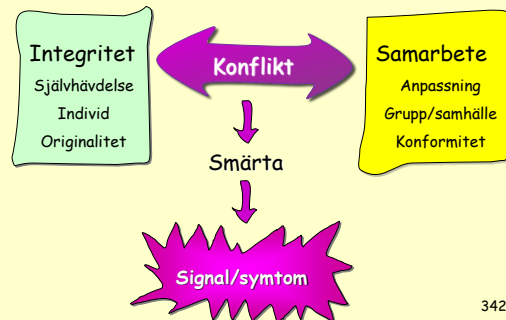 Integritet
Självhävdelse
Individ
Originalitet
Konflikt
Samarbete
Anpassning
Grupp/samhälle
Konformitet
Smärta
Signal/symtom
342